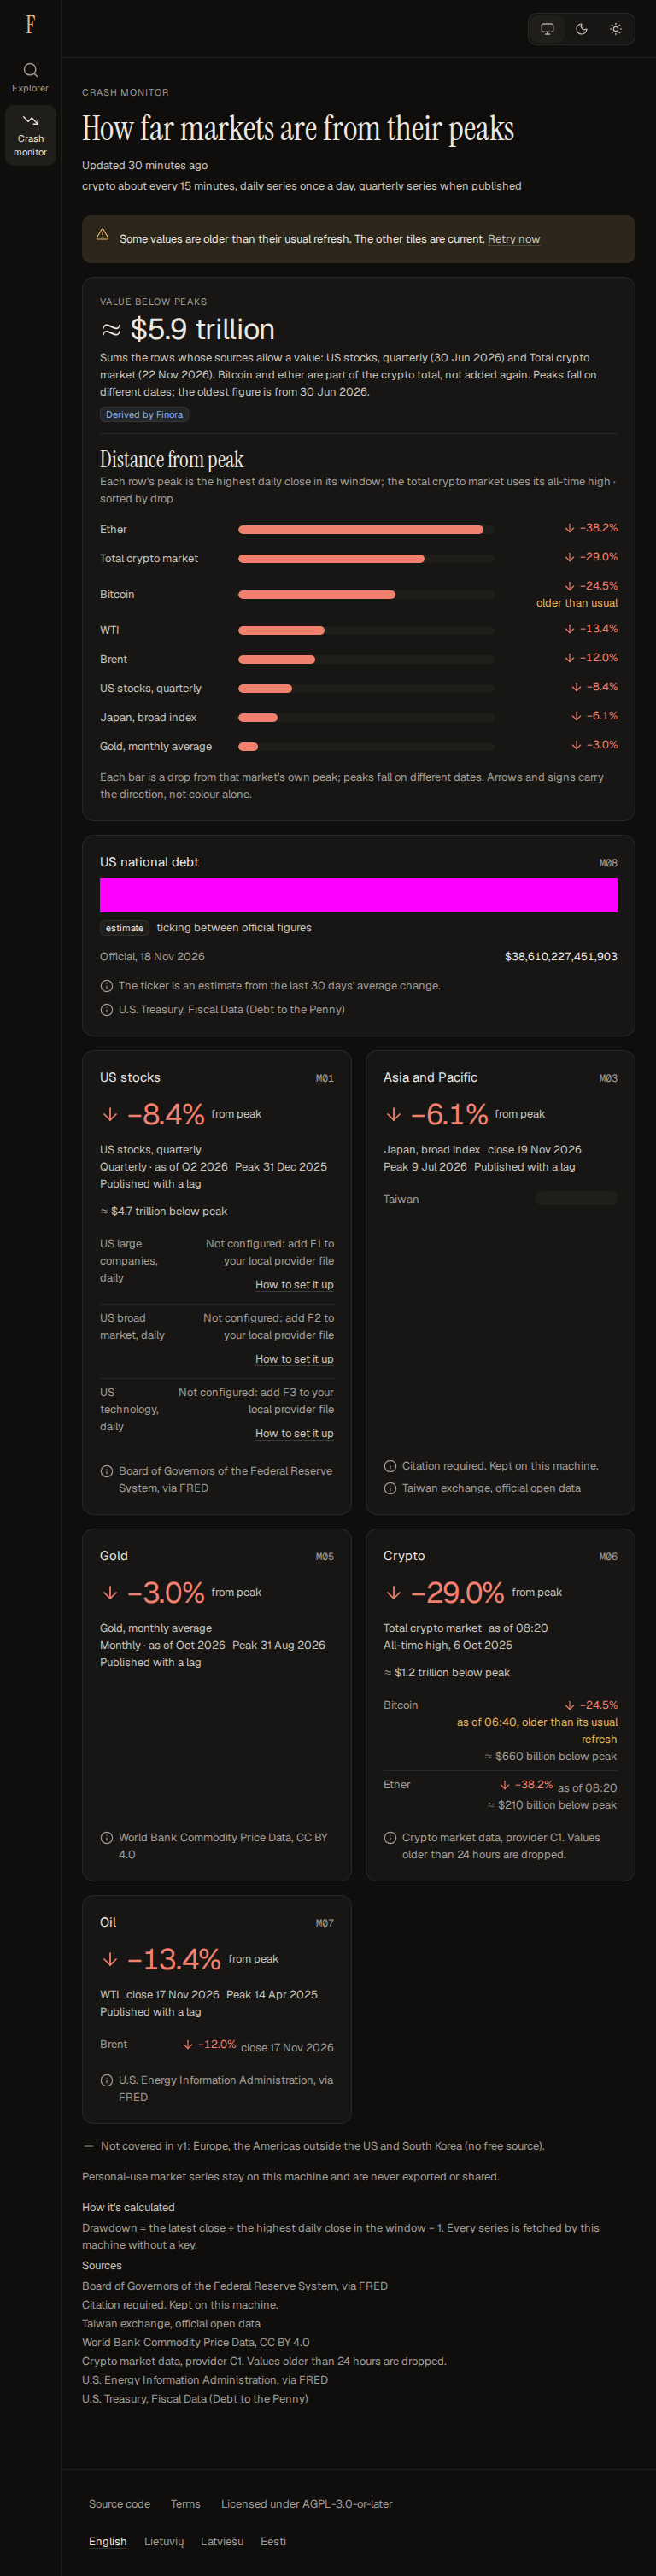 F
Explorer
Crash
monitor
CRASH MONITOR
How far markets are from their peaks
Updated 30 minutes ago
crypto about every 15 minutes, daily series once a day, quarterly series when published
Some values are older than their usual refresh. The other tiles are current. Retry now
VALUE BELOW PEAKS
≈ $5.9 trillion
Sums the rows whose sources allow a value: US stocks, quarterly (30 Jun 2026) and Total crypto
market (22 Nov 2026). Bitcoin and ether are part of the crypto total, not added again. Peaks fall on
different dates; the oldest figure is from 30 Jun 2026.
Derived by Finora
Distance from peak
Each row's peak is the highest daily close in its window; the total crypto market uses its all-time high ·
sorted by drop
Ether ↓ −38.2%
Total crypto market ↓ −29.0%
Bitcoin ↓ −24.5%
older than usual
WTI ↓ −13.4%
Brent ↓ −12.0%
US stocks, quarterly ↓ −8.4%
Japan, broad index ↓ −6.1%
Gold, monthly average ↓ −3.0%
Each bar is a drop from that market's own peak; peaks fall on different dates. Arrows and signs carry
the direction, not colour alone.
US national debt M08
estimate ticking between official figures
Official, 18 Nov 2026 $38,610,227,451,903
The ticker is an estimate from the last 30 days' average change.
U.S. Treasury, Fiscal Data (Debt to the Penny)
US stocks M01
↓ −8.4% from peak
US stocks, quarterly
Quarterly · as of Q2 2026 Peak 31 Dec 2025
Published with a lag
≈ $4.7 trillion below peak
US large
companies,
daily
Not configured: add F1 to
your local provider file
How to set it up
US broad
market, daily
Not configured: add F2 to
your local provider file
How to set it up
US
technology,
daily
Not configured: add F3 to your
local provider file
How to set it up
Board of Governors of the Federal Reserve
System, via FRED
Asia and Pacific M03
↓ −6.1% from peak
Japan, broad index close 19 Nov 2026
Peak 9 Jul 2026 Published with a lag
Taiwan
Citation required. Kept on this machine.
Taiwan exchange, official open data
Gold M05
↓ −3.0% from peak
Gold, monthly average
Monthly · as of Oct 2026 Peak 31 Aug 2026
Published with a lag
World Bank Commodity Price Data, CC BY
4.0
Crypto M06
↓ −29.0% from peak
Total crypto market as of 08:20
All-time high, 6 Oct 2025
≈ $1.2 trillion below peak
Bitcoin ↓ −24.5%
as of 06:40, older than its usual
refresh
≈ $660 billion below peak
Ether ↓ −38.2% as of 08:20
≈ $210 billion below peak
Crypto market data, provider C1. Values
older than 24 hours are dropped.
Oil M07
↓ −13.4% from peak
WTI close 17 Nov 2026 Peak 14 Apr 2025
Published with a lag
Brent ↓ −12.0% close 17 Nov 2026
U.S. Energy Information Administration, via
FRED
— Not covered in v1: Europe, the Americas outside the US and South Korea (no free source).
Personal-use market series stay on this machine and are never exported or shared.
How it's calculated
Drawdown = the latest close ÷ the highest daily close in the window − 1. Every series is fetched by this
machine without a key.
Sources
Board of Governors of the Federal Reserve System, via FRED
Citation required. Kept on this machine.
Taiwan exchange, official open data
World Bank Commodity Price Data, CC BY 4.0
Crypto market data, provider C1. Values older than 24 hours are dropped.
U.S. Energy Information Administration, via FRED
U.S. Treasury, Fiscal Data (Debt to the Penny)
Source code Terms Licensed under AGPL-3.0-or-later
English Lietuvių Latviešu Eesti